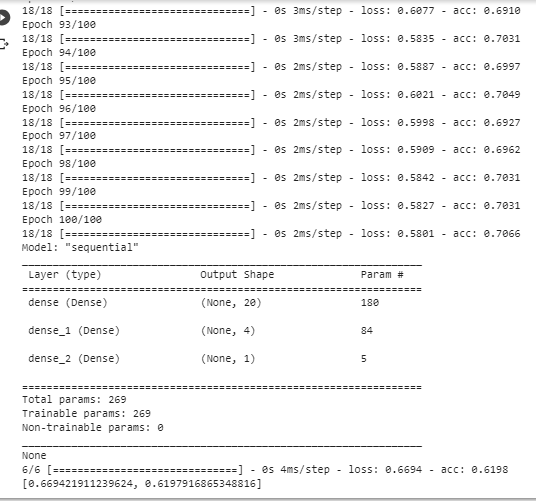 18/18 [==============================] - 0s 3ms/step - loss: 0.6077 - acc: 0.6910
Epoch 93/100
18/18 [==============================] - 0s 3ms/step - loss: 0.5835 - acc: 0.7031
Epoch 94/100
18/18 [==============================] - 0s 2ms/step - loss: 0.5887 - acc: 0.6997
Epoch 95/100
18/18 [==============================] - 0s 2ms/step - loss: 0.6021 - acc: 0.7049
Epoch 96/100
18/18 [==============================] - 0s 2ms/step - loss: 0.5998 - acc: 0.6927
Epoch 97/100
18/18 [==============================] - 0s 2ms/step - loss: 0.5909 - acc: 0.6962
Epoch 98/100
18/18 [==============================] - 0s 2ms/step - loss: 0.5842 - acc: 0.7031
Epoch 99/100
18/18 [==============================] - 0s 2ms/step - loss: 0.5827 - acc: 0.7031
Epoch 100/100
18/18 [==============================] - 0s 2ms/step - loss: 0.5801 - acc: 0.7066
Model: "sequential"
_________________________________________________________________
Layer (type) Output Shape Param #
=================================================================
dense (Dense) (None, 20) 180
dense_1 (Dense) (None, 4) 84
dense_2 (Dense) (None, 1) 5
=================================================================
Total params: 269
Trainable params: 269
Non-trainable params: 0
_________________________________________________________________
None
6/6 [==============================] - 0s 4ms/step - loss: 0.6694 - acc: 0.6198
[0.669421911239624, 0.6197916865348816]